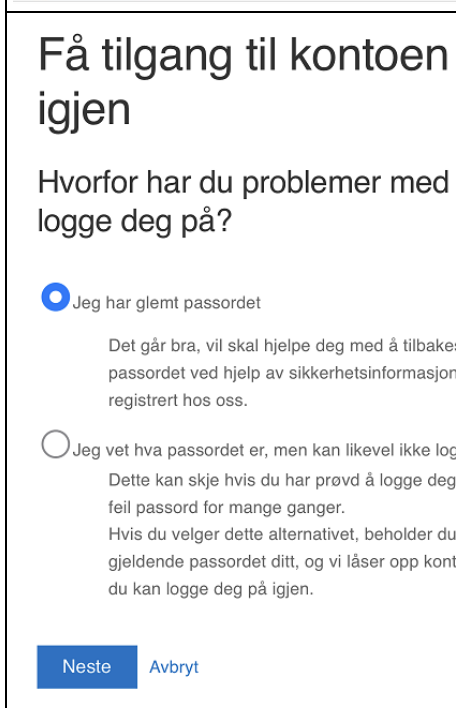 Få tilgang til kontoen
igjen
Hvorfor har du problemer med
logge deg på?
Jeg har glemt passordet
Det går bra, vil skal hjelpe deg med å
passordet ved hjelp av
registrert hos oss.
Jeg vet hva passordet er, men kan likevel ikke
Dette kan skje hvis du har prøvd å logge deg
feil passord for mange ganger.
Hvis du velger dette alternativet, beholder du
gjeldende passordet ditt, og vi låser opp
du kan logge deg på igjen.
Neste
Avbryt